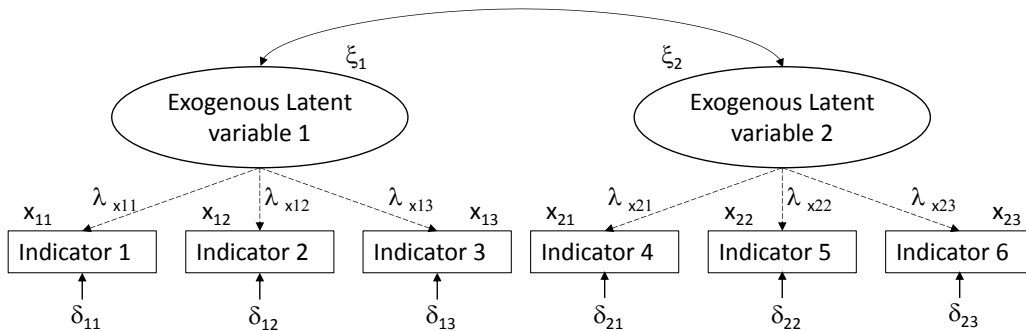 ξ1 ξ2
Exogenous Latent
variable 1
Exogenous Latent
variable 2
λ x11 λ x12 λ x13 λ x21 λ x22 λ x23
x11 x12 x13 x21 x22 x23
Indicator 1 Indicator 2 Indicator 3 Indicator 4 Indicator 5 Indicator 6
δ11 δ12 δ13 δ21 δ22 δ23